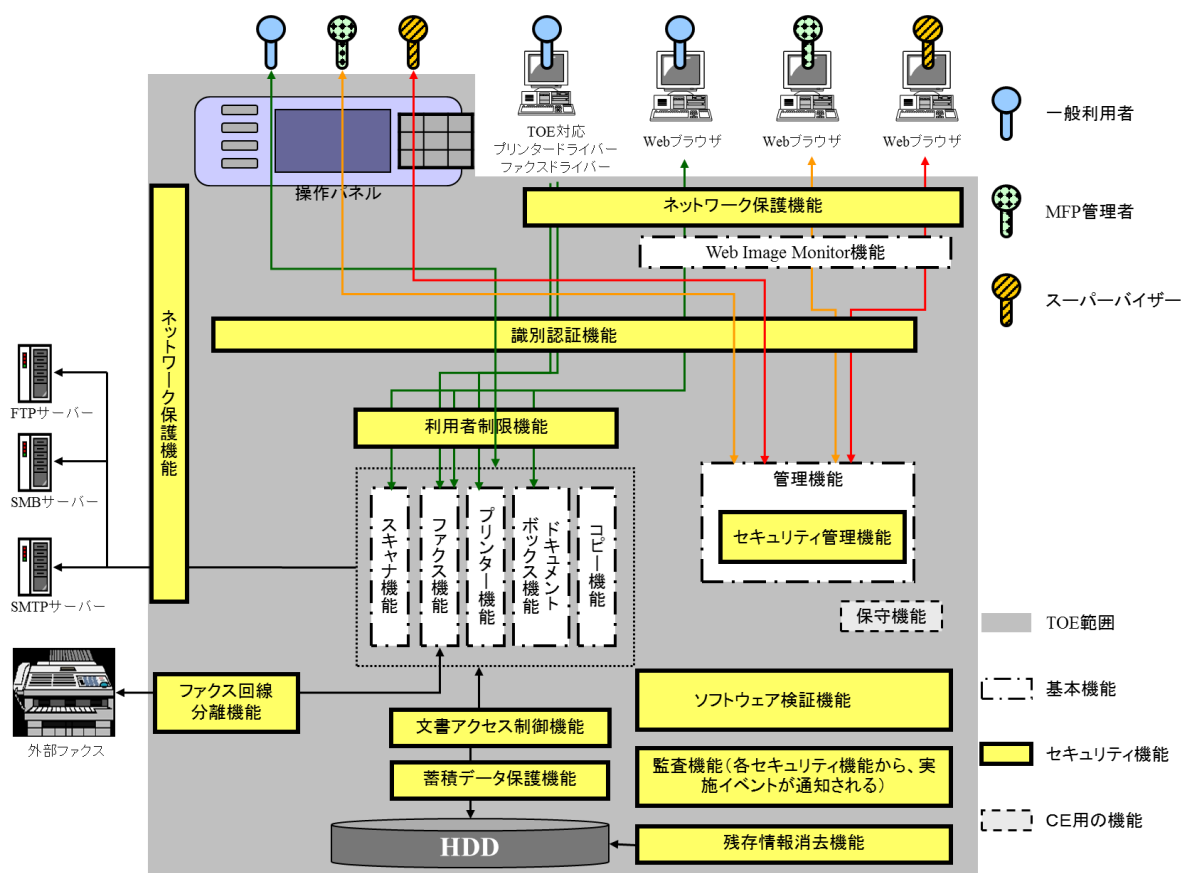 TOE対応
プリンタードライバー
ファクスドライバー
Webブラウザ
Webブラウザ
Webブラウザ
一般利用者
MFP管理者
スーパーバイザー
操作パネル
ネットワーク保護機能
Web Image Monitor機能
ネットワーク保護機能
識別認証機能
FTPサーバー
SMBサーバー
SMTPサーバー
利用者制限機能
スキャナ機能
ファクス機能
プリンター機能
ドキュメント
ボックス機能
コピー機能
管理機能
セキュリティ管理機能
保守機能
TOE範囲
基本機能
セキュリティ機能
CE用の機能
ファクス回線
分離機能
外部ファクス
文書アクセス制御機能
蓄積データ保護機能
HDD
ソフトウェア検証機能
監査機能(各セキュリティ機能から、実
施イベントが通知される)
残存情報消去機能